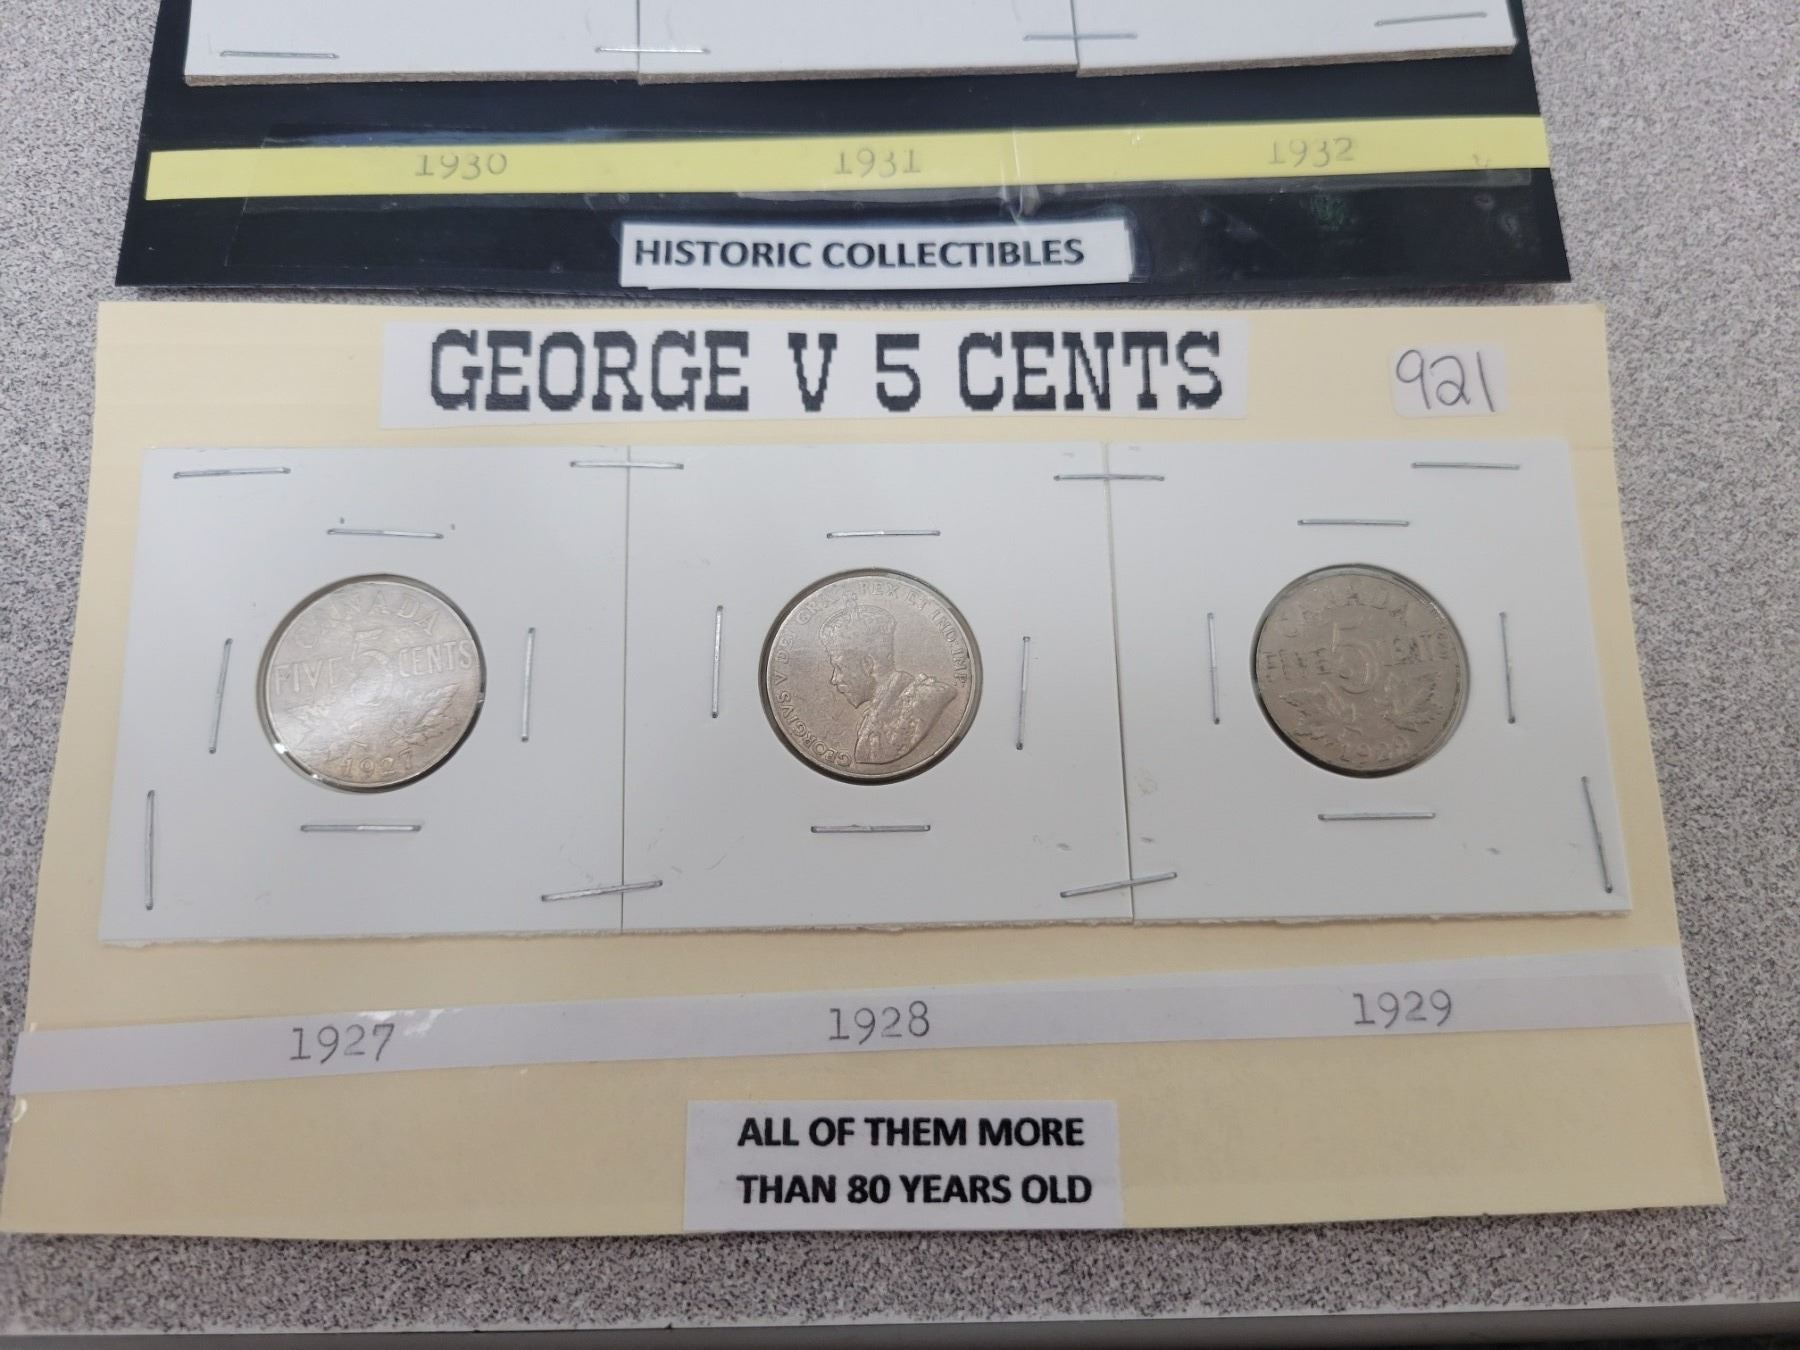 1930 1931 1932
HISTORIC COLLECTIBLES
GEORGE V 5 CENTS
921
CANADA
FIVE 5 CENTS
1927
GEORGIVS V DEI GRA: REX ET IND: IMP:
CANADA
5 CENTS
1929
1927 1928 1929
ALL OF THEM MORE
THAN 80 YEARS OLD